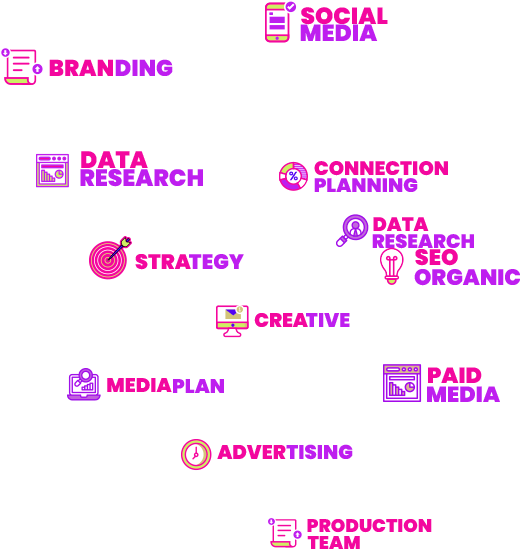 SOCIAL
MEDIA
BRANDING
DATA
RESEARCH
CONNECTION
PLANNING
DATA
RESEARCH
SEO
ORGANIC
STRATEGY
CREATIVE
MEDIAPLAN
PAID
MEDIA
ADVERTISING
PRODUCTION
TEAM